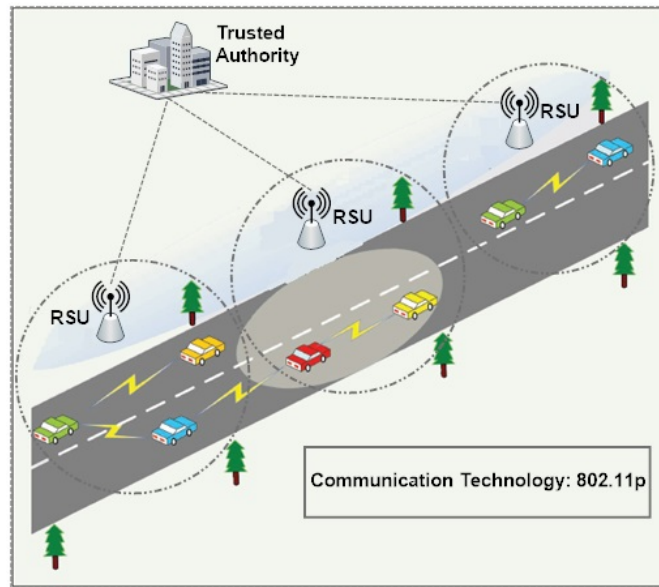 Trusted
Authority
RSU
RSU
RSU
Communication Technology: 802.11p